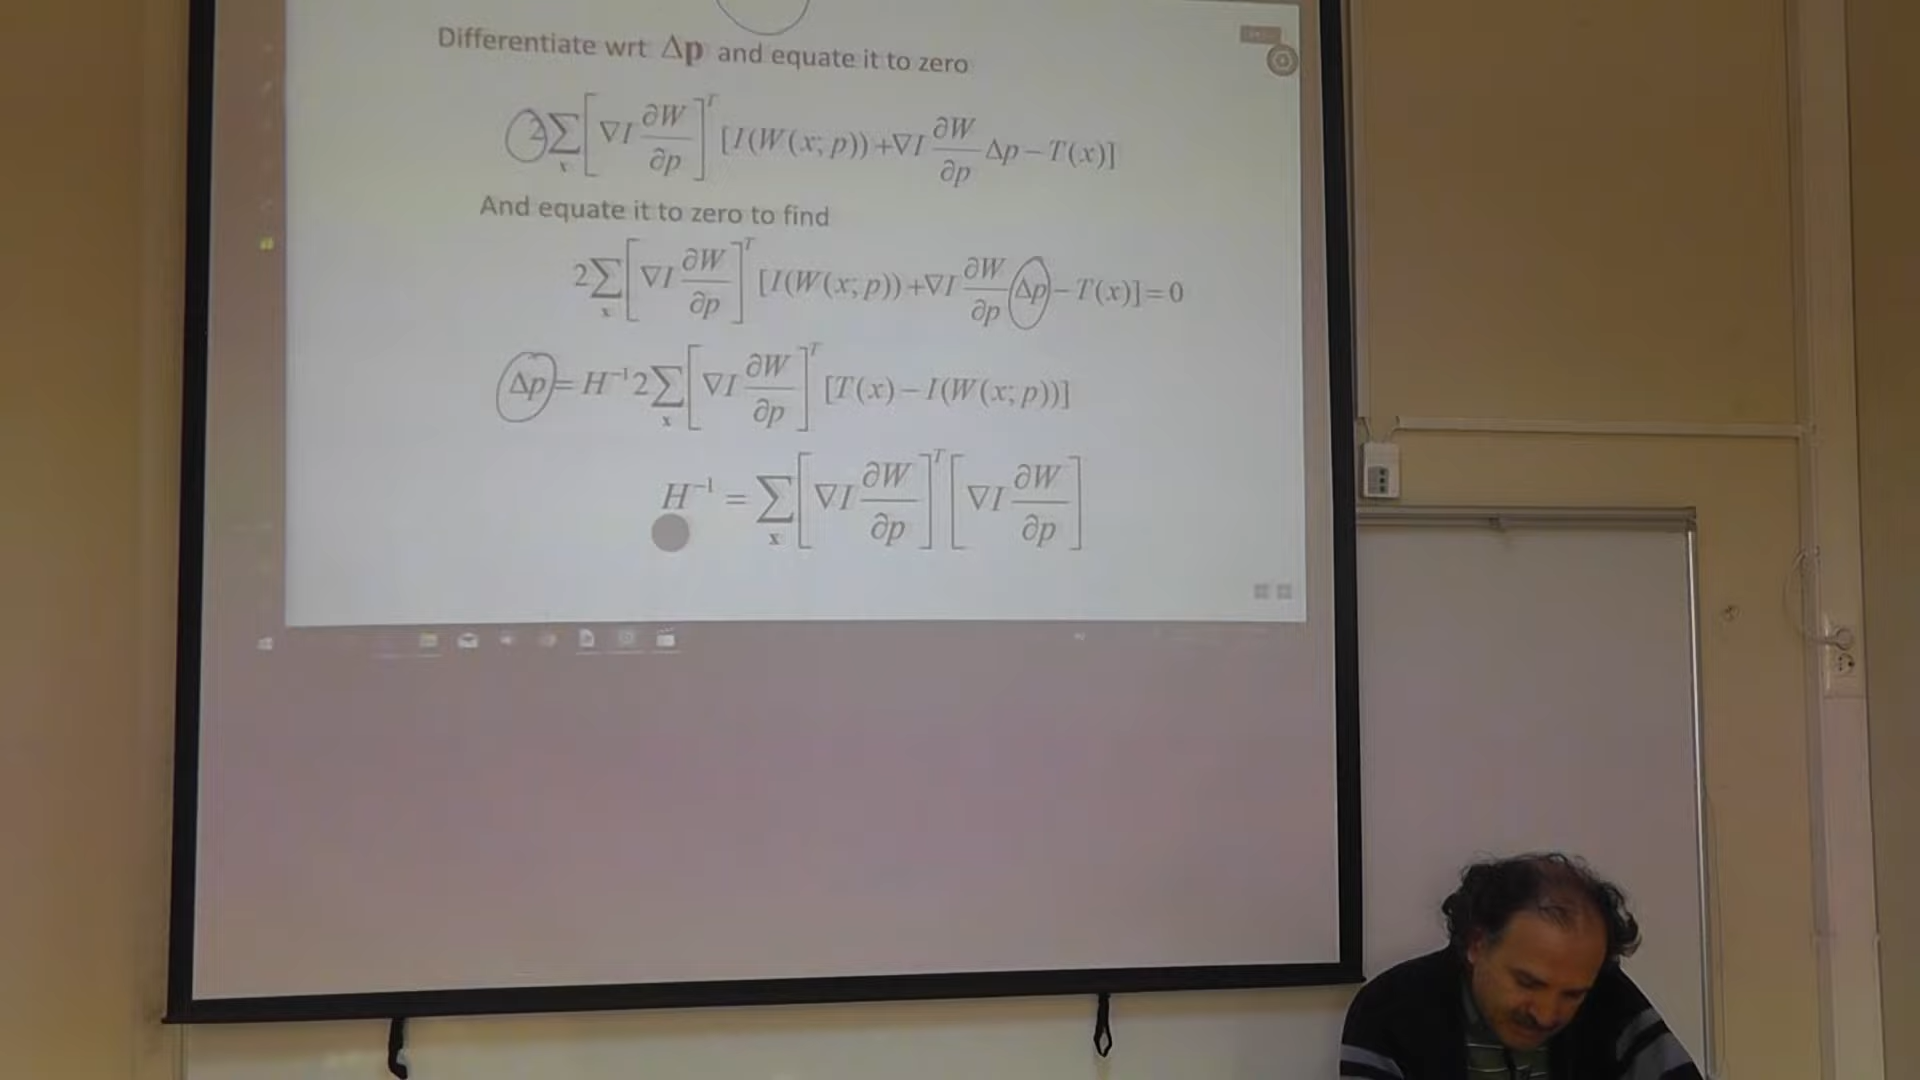 Differentiate wrt Δp and equate it to zero
2∑ₓ[∇I ∂W/∂p]ᵀ [I(W(x;p))+∇I ∂W/∂p Δp−T(x)]
And equate it to zero to find
2∑ₓ[∇I ∂W/∂p]ᵀ [I(W(x;p))+∇I ∂W/∂p Δp−T(x)]=0
Δp=H⁻¹2∑ₓ[∇I ∂W/∂p]ᵀ [T(x)−I(W(x;p))]
H⁻¹=∑ₓ[∇I ∂W/∂p]ᵀ[∇I ∂W/∂p]